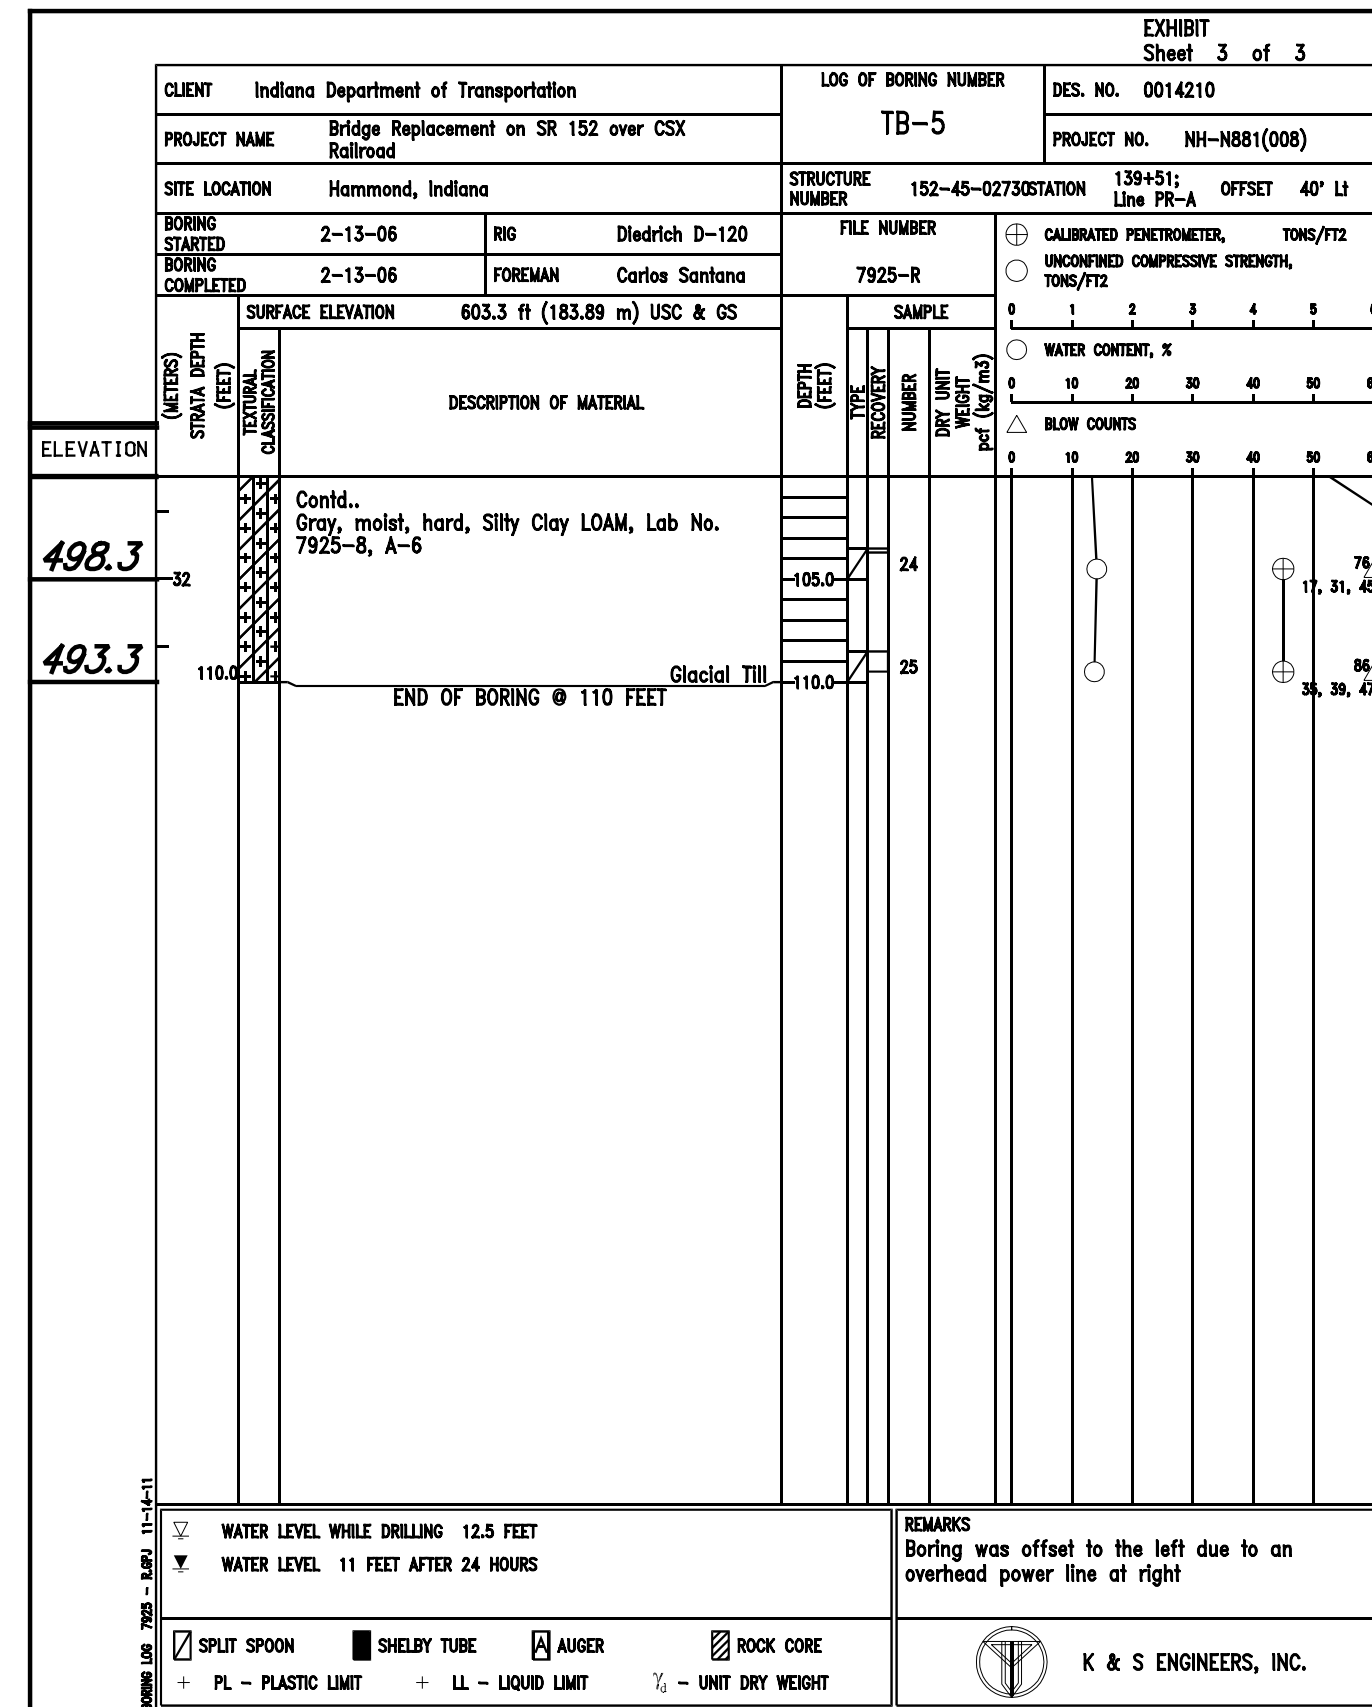 EXHIBIT
Sheet 3 of 3
CLIENT Indiana Department of Transportation
LOG OF BORING NUMBER
TB-5
DES. NO. 0014210
PROJECT NAME Bridge Replacement on SR 152 over CSX
Railroad
PROJECT NO. NH-N881(008)
SITE LOCATION Hammond, Indiana
STRUCTURE
NUMBER 152-45-02730
STATION 139+51;
Line PR-A
OFFSET 40' Lt
BORING
STARTED 2-13-06
RIG Diedrich D-120
FILE NUMBER
7925-R
BORING
COMPLETED 2-13-06
FOREMAN Carlos Santana
CALIBRATED PENETROMETER, TONS/FT2
UNCONFINED COMPRESSIVE STRENGTH,
TONS/FT2
0 1 2 3 4 5
WATER CONTENT, %
0 10 20 30 40 50
BLOW COUNTS
0 10 20 30 40 50
SURFACE ELEVATION 603.3 ft (183.89 m) USC & GS
SAMPLE
ELEVATION
(METERS)
STRATA DEPTH
(FEET)
TEXTURAL
CLASSIFICATION
DESCRIPTION OF MATERIAL
DEPTH
(FEET)
TYPE
RECOVERY
NUMBER
DRY UNIT
WEIGHT
pcf (kg/m3)
Contd..
Gray, moist, hard, Silty Clay LOAM, Lab No.
7925-8, A-6
498.3
32
105.0
24
76
17, 31, 45
493.3
110.0
Glacial Till
110.0
25
86
35, 39, 47
END OF BORING @ 110 FEET
WATER LEVEL WHILE DRILLING 12.5 FEET
WATER LEVEL 11 FEET AFTER 24 HOURS
REMARKS
Boring was offset to the left due to an
overhead power line at right
SPLIT SPOON
SHELBY TUBE
A AUGER
ROCK CORE
+ PL - PLASTIC LIMIT
+ LL - LIQUID LIMIT
γd - UNIT DRY WEIGHT
K & S ENGINEERS, INC.
BORING LOG 7925 - R.GPJ 11-14-11